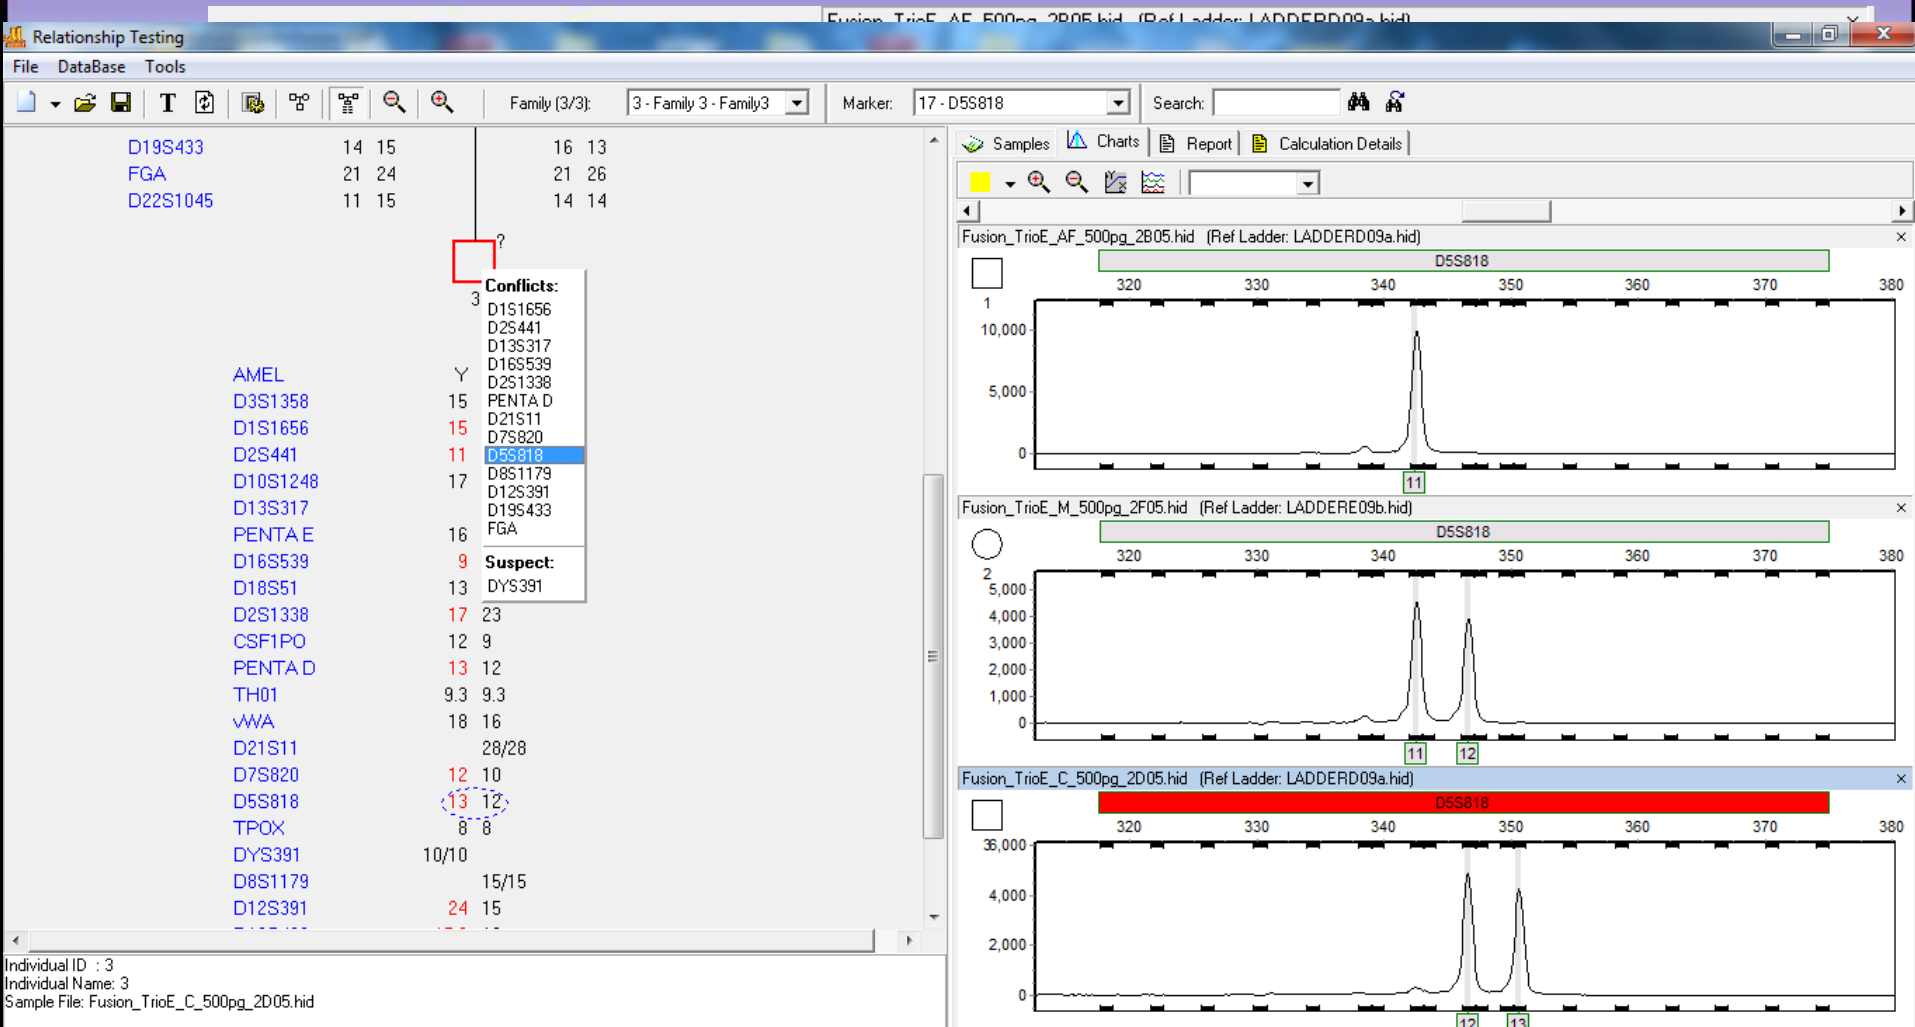 Fusion_TrioE_AF_500pg_2B05.hid (Ref Ladder: LADDERD09a.hid)
Relationship Testing
File DataBase Tools
T Family (3/3): 3 - Family 3 - Family3 Marker: 17 - D5S818 Search:
D19S433 14 15 16 13
FGA 21 24 21 26
D22S1045 11 15 14 14
?
3
Conflicts:
D1S1656
D2S441
D13S317
D16S539
D2S1338
PENTA D
D21S11
D7S820
D5S818
D8S1179
D12S391
D19S433
FGA
Suspect:
DYS391
AMEL Y
D3S1358 15
D1S1656 15
D2S441 11
D10S1248 17
D13S317
PENTA E 16
D16S539 9
D18S51 13
D2S1338 17 23
CSF1PO 12 9
PENTA D 13 12
TH01 9.3 9.3
vWA 18 16
D21S11 28/28
D7S820 12 10
D5S818 13 12
TPOX 8 8
DYS391 10/10
D8S1179 15/15
D12S391 24 15
Individual ID : 3
Individual Name: 3
Sample File: Fusion_TrioE_C_500pg_2D05.hid
Samples Charts Report Calculation Details
Fusion_TrioE_AF_500pg_2B05.hid (Ref Ladder: LADDERD09a.hid)
D5S818
320 330 340 350 360 370 380
1
10,000
5,000
0
11
Fusion_TrioE_M_500pg_2F05.hid (Ref Ladder: LADDERE09b.hid)
D5S818
320 330 340 350 360 370 380
2
5,000
4,000
3,000
2,000
1,000
0
11 12
Fusion_TrioE_C_500pg_2D05.hid (Ref Ladder: LADDERD09a.hid)
D5S818
320 330 340 350 360 370 380
36,000
4,000
2,000
0
12 13